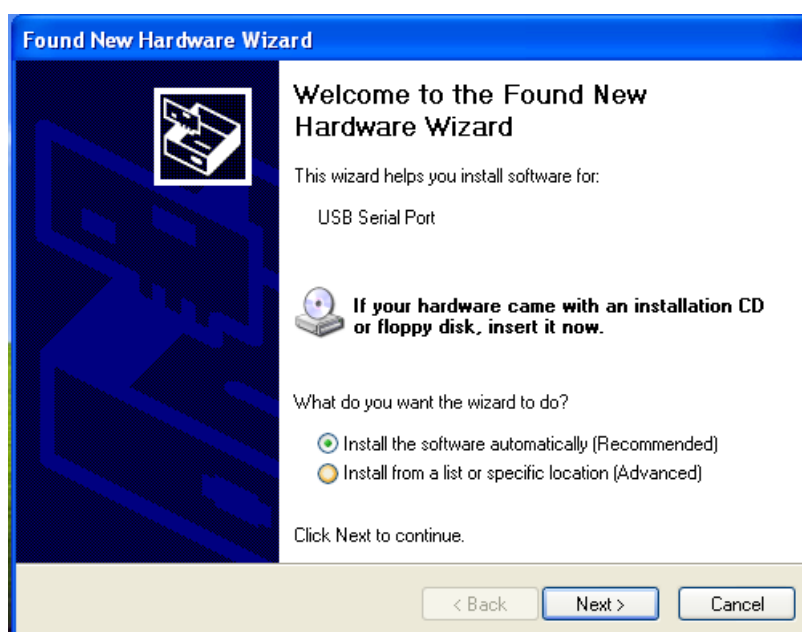 Found New Hardware Wizard
Welcome to the Found New
Hardware Wizard
This wizard helps you install software for:
USB Serial Port
If your hardware came with an installation CD
or floppy disk, insert it now.
What do you want the wizard to do?
Install the software automatically (Recommended)
Install from a list or specific location (Advanced)
Click Next to continue.
< Back Next > Cancel